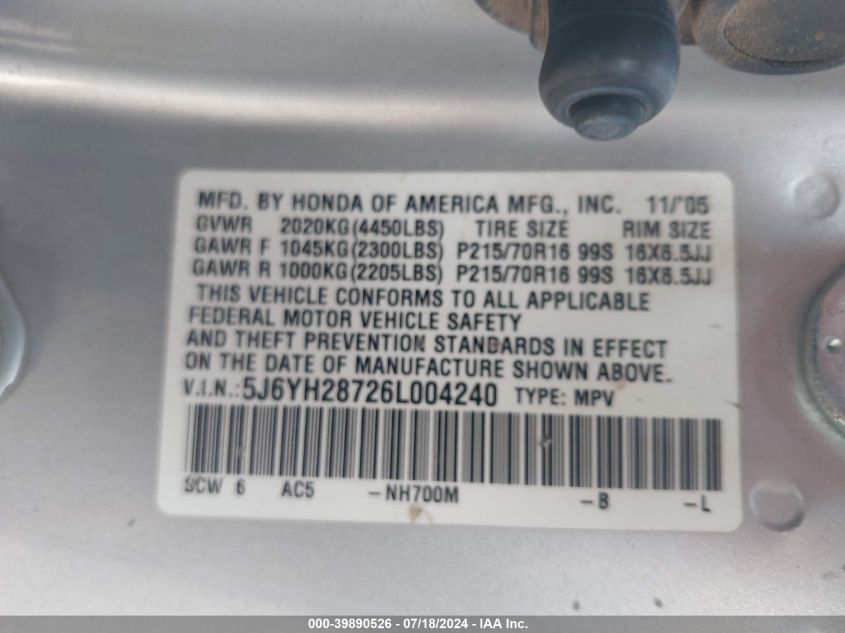 MFD. BY HONDA OF AMERICA MFG., INC. 11/'05
GVWR 2020KG(4450LBS) TIRE SIZE RIM SIZE
GAWR F 1045KG(2300LBS) P215/70R16 99S 16X6.5JJ
GAWR R 1000KG(2205LBS) P215/70R16 99S 16X6.5JJ
THIS VEHICLE CONFORMS TO ALL APPLICABLE
FEDERAL MOTOR VEHICLE SAFETY
AND THEFT PREVENTION STANDARDS IN EFFECT
ON THE DATE OF MANUFACTURE SHOWN ABOVE.
V.I.N.:5J6YH28726L004240 TYPE: MPV
SCW 6 AC5 -NH700M -B -L
000-39890526 - 07/18/2024 - IAA Inc.